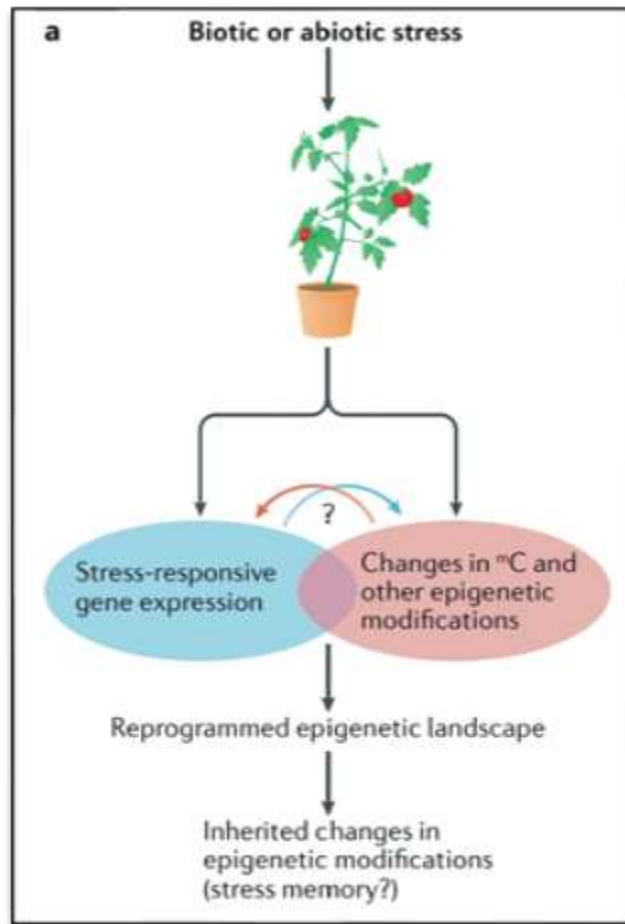 a
Biotic or abiotic stress
?
Stress-responsive
gene expression
Changes in ᵐC and
other epigenetic
modifications
Reprogrammed epigenetic landscape
Inherited changes in
epigenetic modifications
(stress memory?)